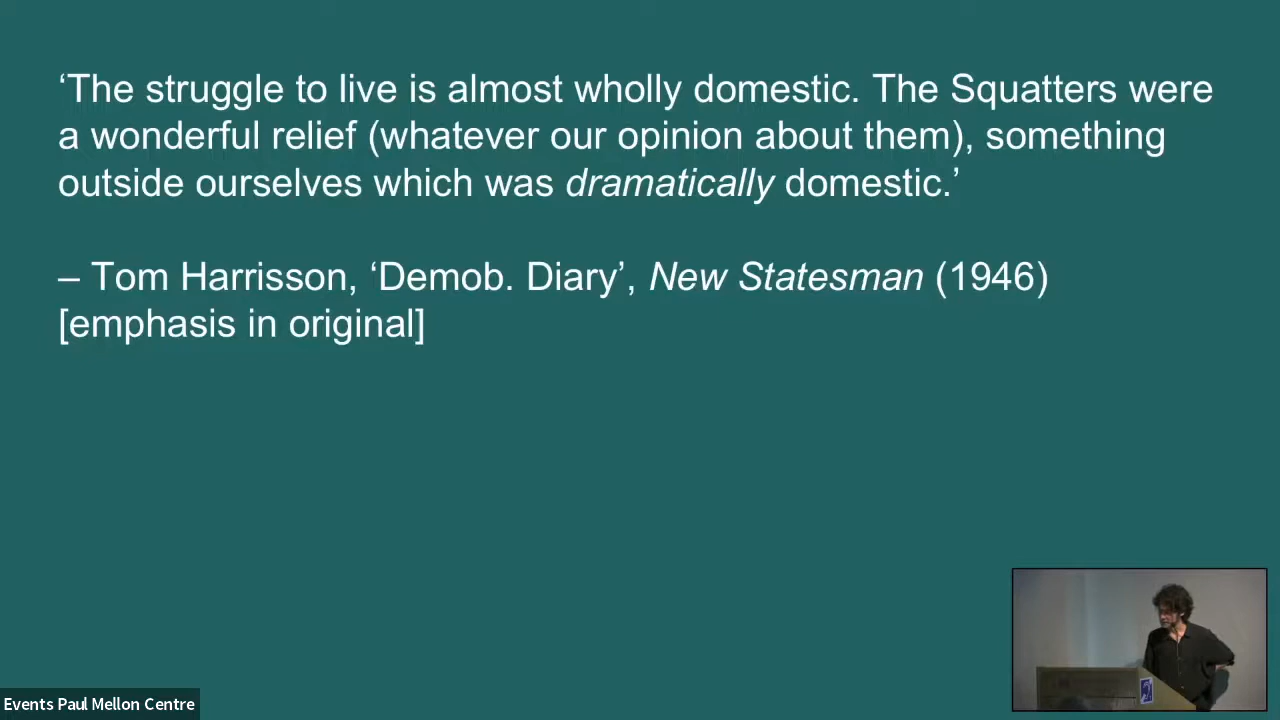 ‘The struggle to live is almost wholly domestic. The Squatters were
a wonderful relief (whatever our opinion about them), something
outside ourselves which was dramatically domestic.’
– Tom Harrisson, ‘Demob. Diary’, New Statesman (1946)
[emphasis in original]
Events Paul Mellon Centre